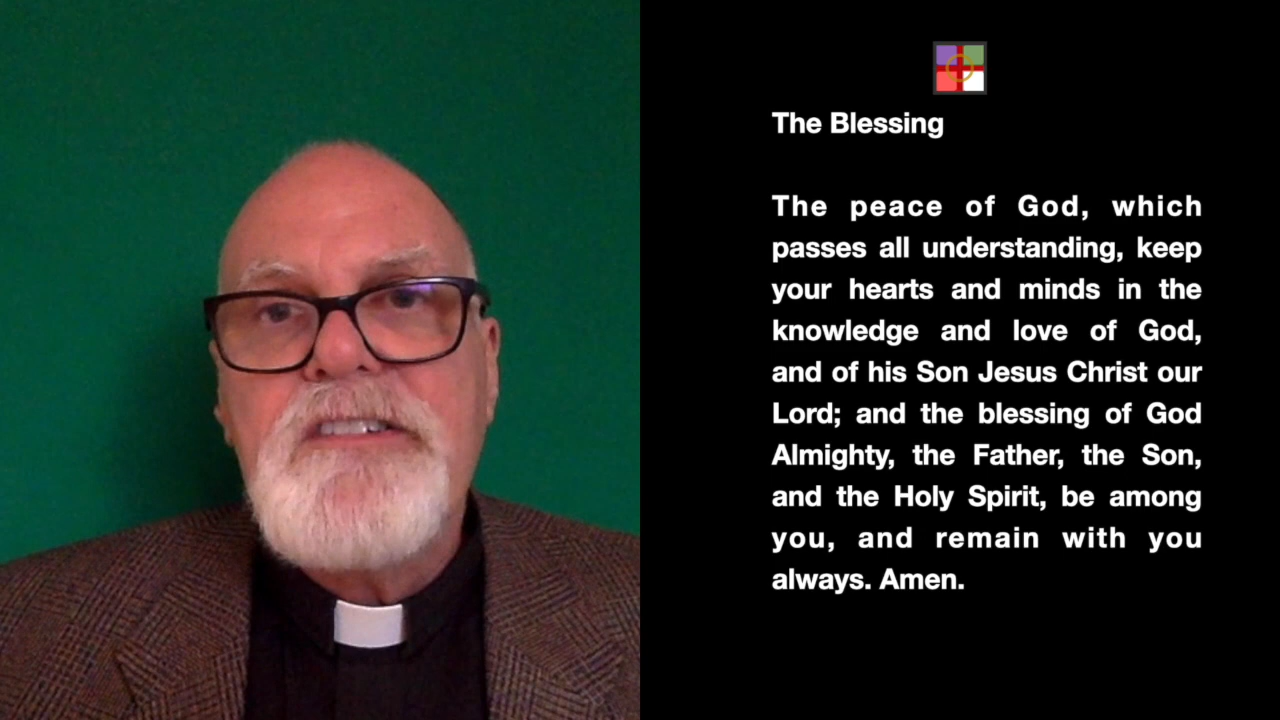 The Blessing
The peace of God, which
passes all understanding, keep
your hearts and minds in the
knowledge and love of God,
and of his Son Jesus Christ our
Lord; and the blessing of God
Almighty, the Father, the Son,
and the Holy Spirit, be among
you, and remain with you
always. Amen.